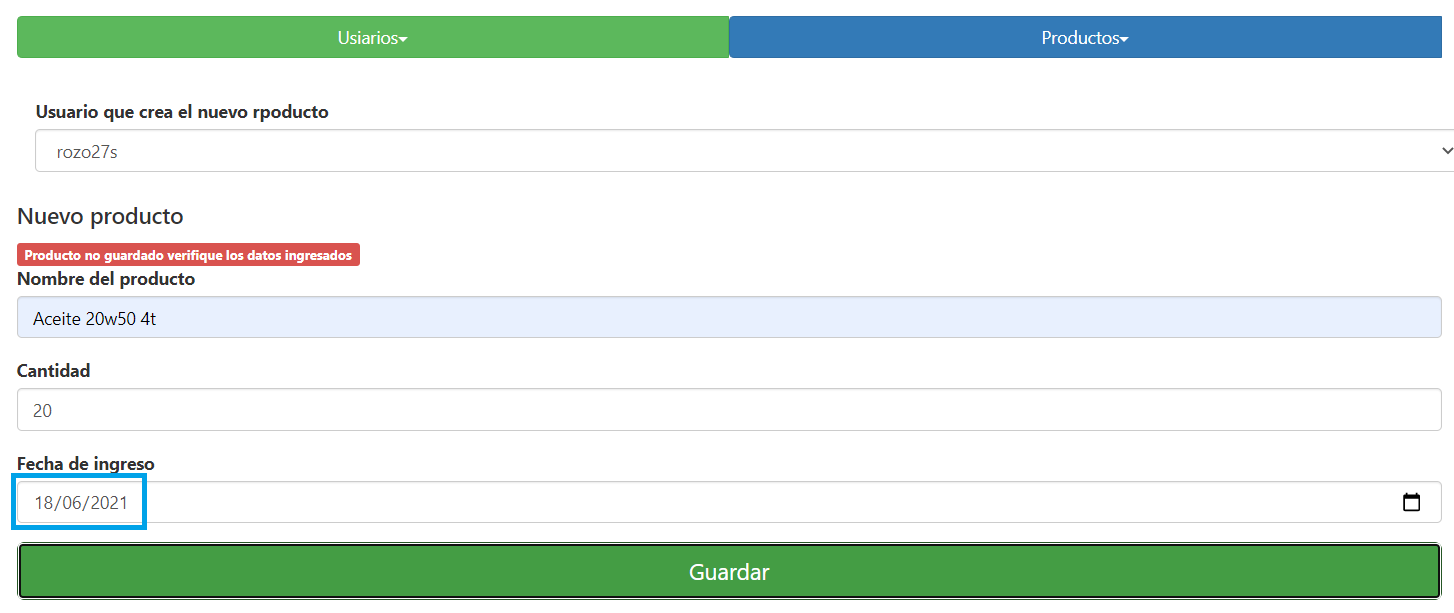 Usiarios
Productos
Usuario que crea el nuevo rpoducto
rozo27s
Nuevo producto
Producto no guardado verifique los datos ingresados
Nombre del producto
Aceite 20w50 4t
Cantidad
20
Fecha de ingreso
18/06/2021
Guardar